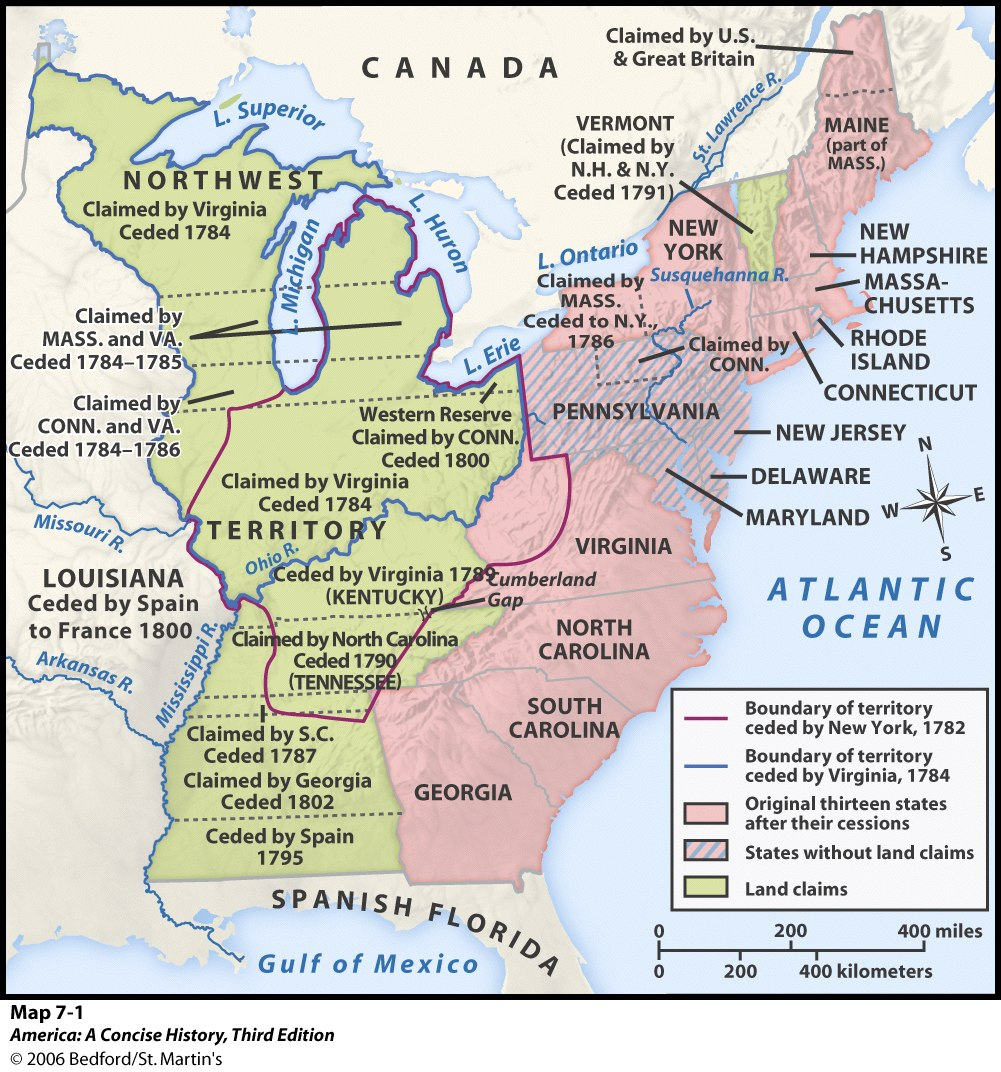 CANADA
Claimed by U.S.
& Great Britain
St. Lawrence R.
MAINE
(part of
MASS.)
VERMONT
(Claimed by
N.H. & N.Y.
Ceded 1791)
L. Superior
NORTHWEST
Claimed by Virginia
Ceded 1784
L. Michigan
L. Huron
L. Ontario
NEW
YORK
Susquehanna R.
NEW
HAMPSHIRE
MASSA-
CHUSETTS
RHODE
ISLAND
CONNECTICUT
Claimed by
MASS.
Ceded to N.Y.,
1786
Claimed by
MASS. and VA.
Ceded 1784–1785
L. Erie
Claimed by
CONN.
Claimed by
CONN. and VA.
Ceded 1784–1786
Western Reserve
Claimed by CONN.
Ceded 1800
PENNSYLVANIA
NEW JERSEY
DELAWARE
MARYLAND
N
E
S
W
Claimed by Virginia
Ceded 1784
TERRITORY
Missouri R.
Ohio R.
VIRGINIA
LOUISIANA
Ceded by Spain
to France 1800
Ceded by Virginia 1789
(KENTUCKY)
Cumberland
Gap
ATLANTIC
OCEAN
Claimed by North Carolina
Ceded 1790
(TENNESSEE)
NORTH
CAROLINA
Arkansas R.
Mississippi R.
SOUTH
CAROLINA
Claimed by S.C.
Ceded 1787
Claimed by Georgia
Ceded 1802
GEORGIA
Ceded by Spain
1795
SPANISH FLORIDA
Gulf of Mexico
Boundary of territory
ceded by New York, 1782
Boundary of territory
ceded by Virginia, 1784
Original thirteen states
after their cessions
States without land claims
Land claims
0 200 400 miles
0 200 400 kilometers
Map 7-1
America: A Concise History, Third Edition
© 2006 Bedford/St. Martin's